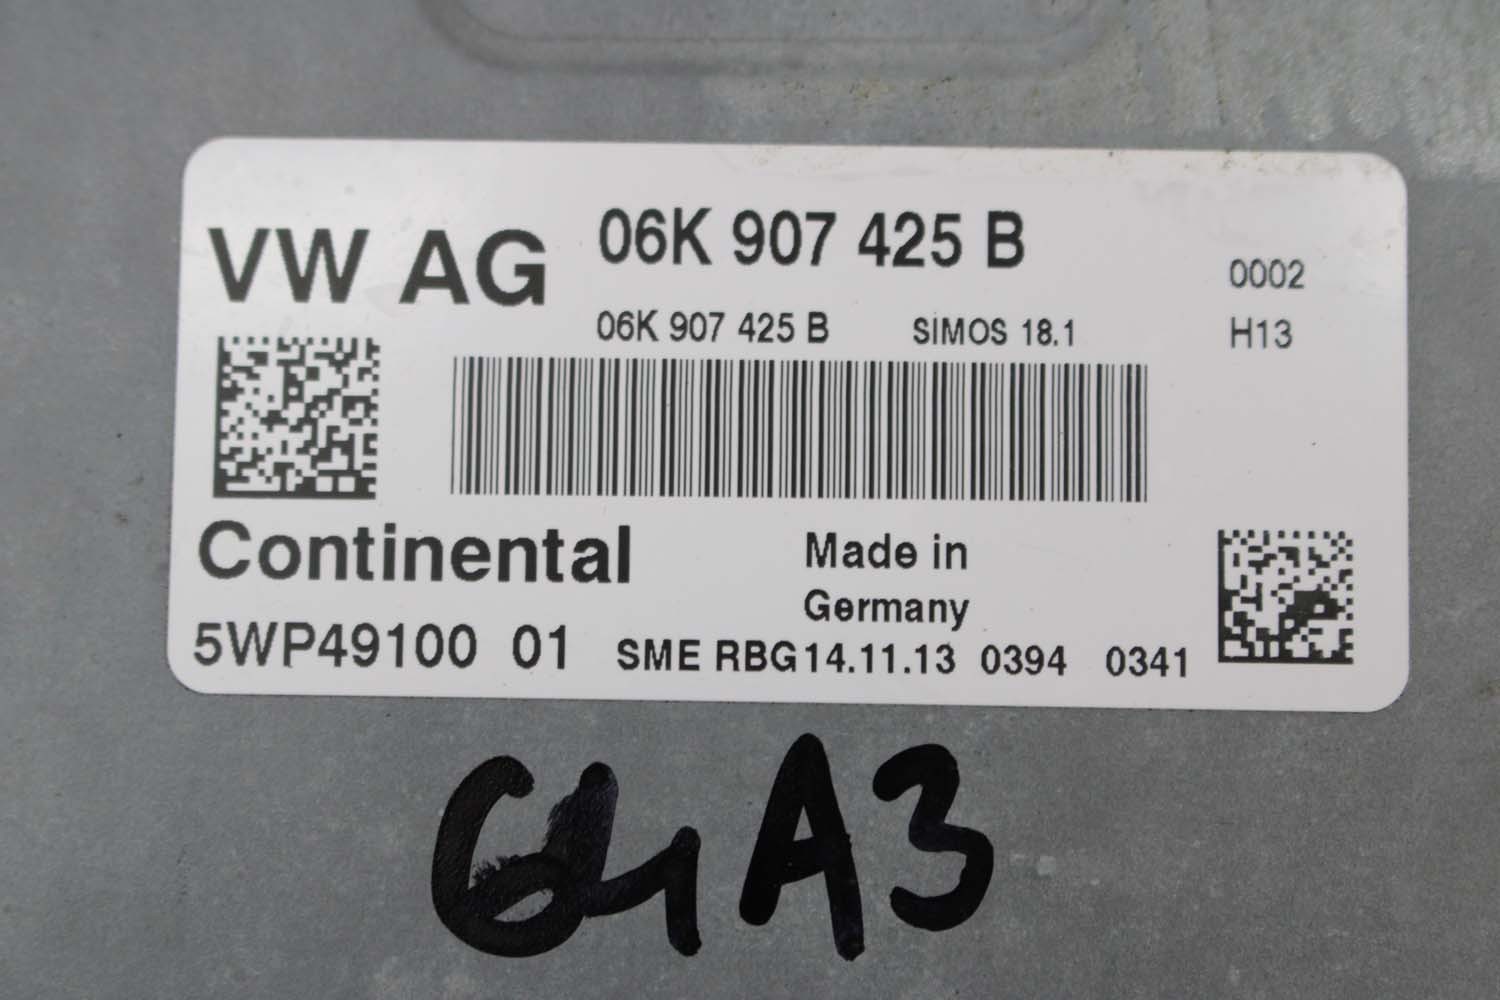 VW AG 06K 907 425 B
0002
06K 907 425 B SIMOS 18.1 H13
Continental Made in
Germany
5WP49100 01 SME RBG14.11.13 0394 0341
64A3